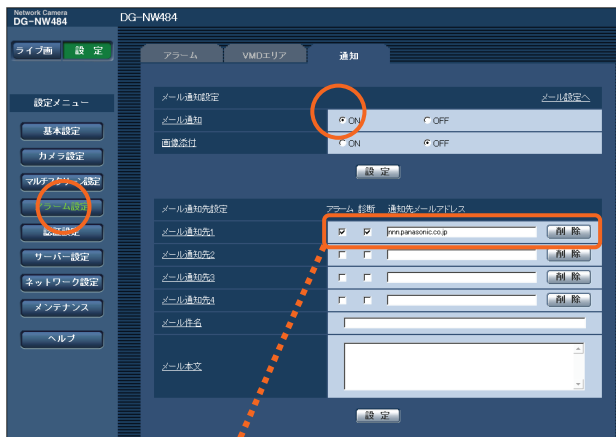 Network Camera
DG-NW484
DG-NW484
ライブ画 設 定
アラーム VMDエリア 通知
設定メニュー
基本設定
カメラ設定
マルチスクリーン設定
アラーム設定
認証設定
サーバー設定
ネットワーク設定
メンテナンス
ヘルプ
メール通知設定 メール設定へ
メール通知 ON OFF
画像添付 ON OFF
設 定
メール通知先設定 アラーム 診断 通知先メールアドレス
メール通知先1 nnn.panasonic.co.jp 削 除
メール通知先2 削 除
メール通知先3 削 除
メール通知先4 削 除
メール件名
メール本文
設 定